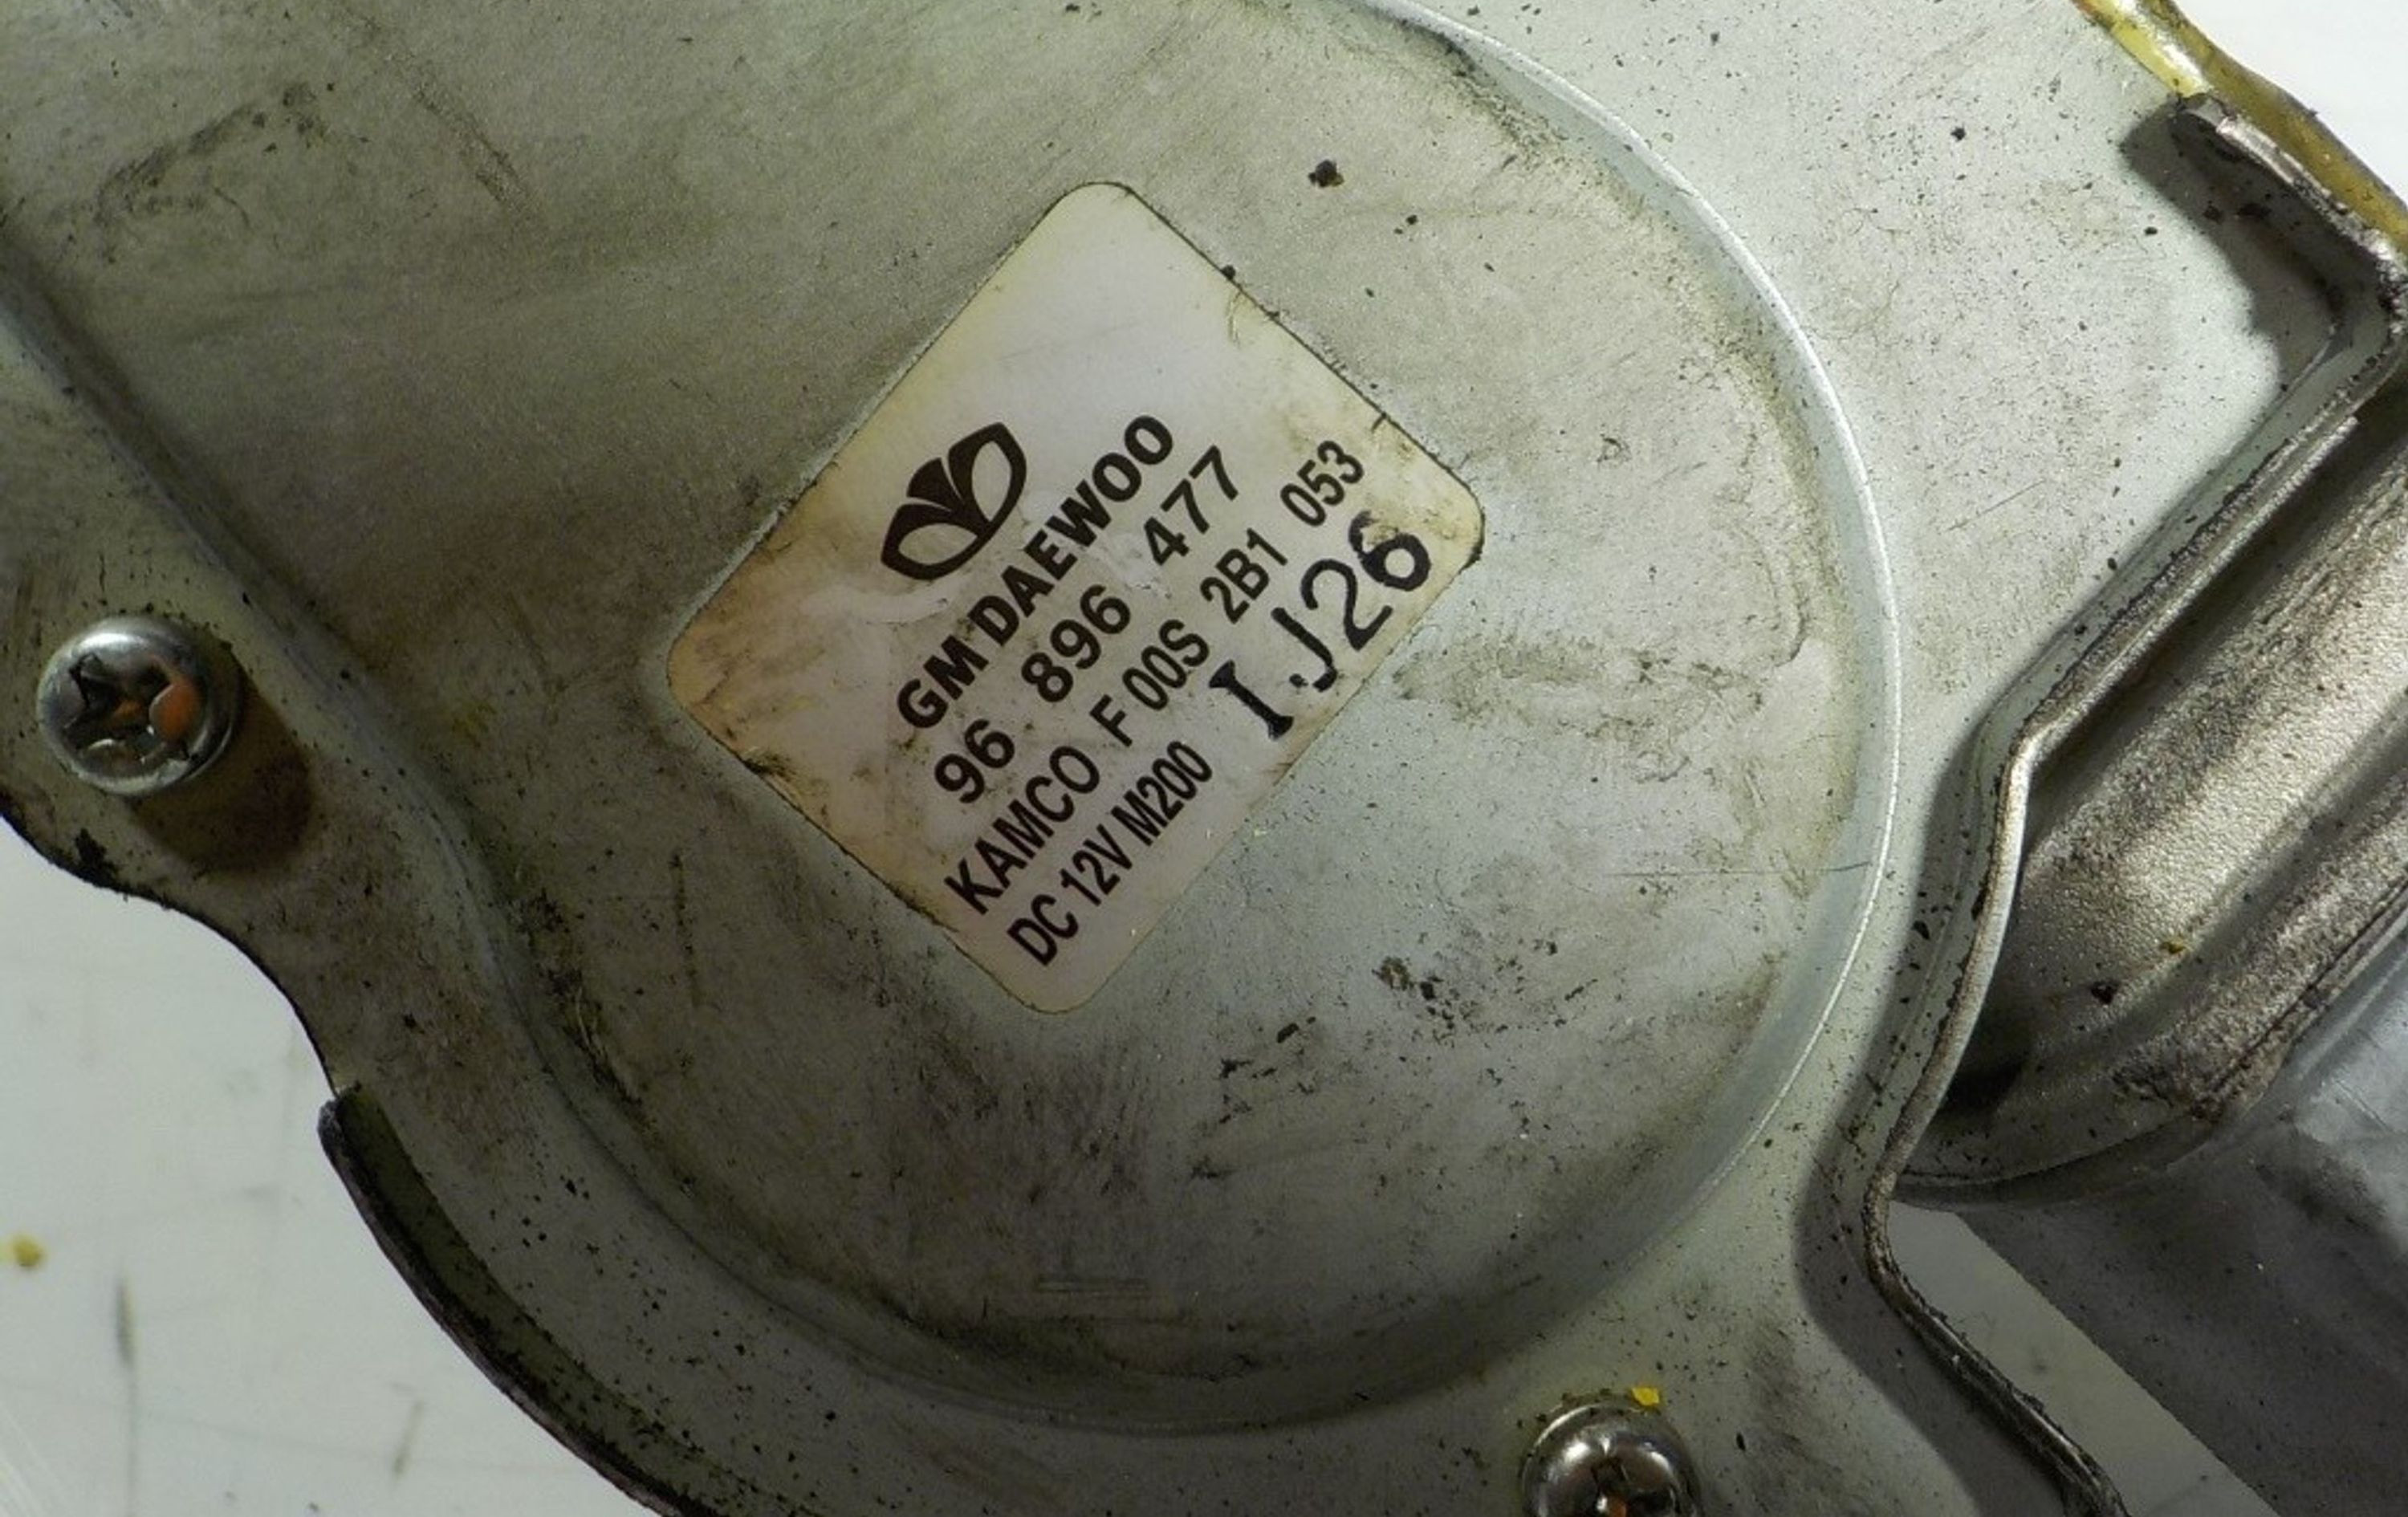 GM DAEWOO
96 896 477
KAMCO F 00S 2B1 053
DC 12V M200 IJ26